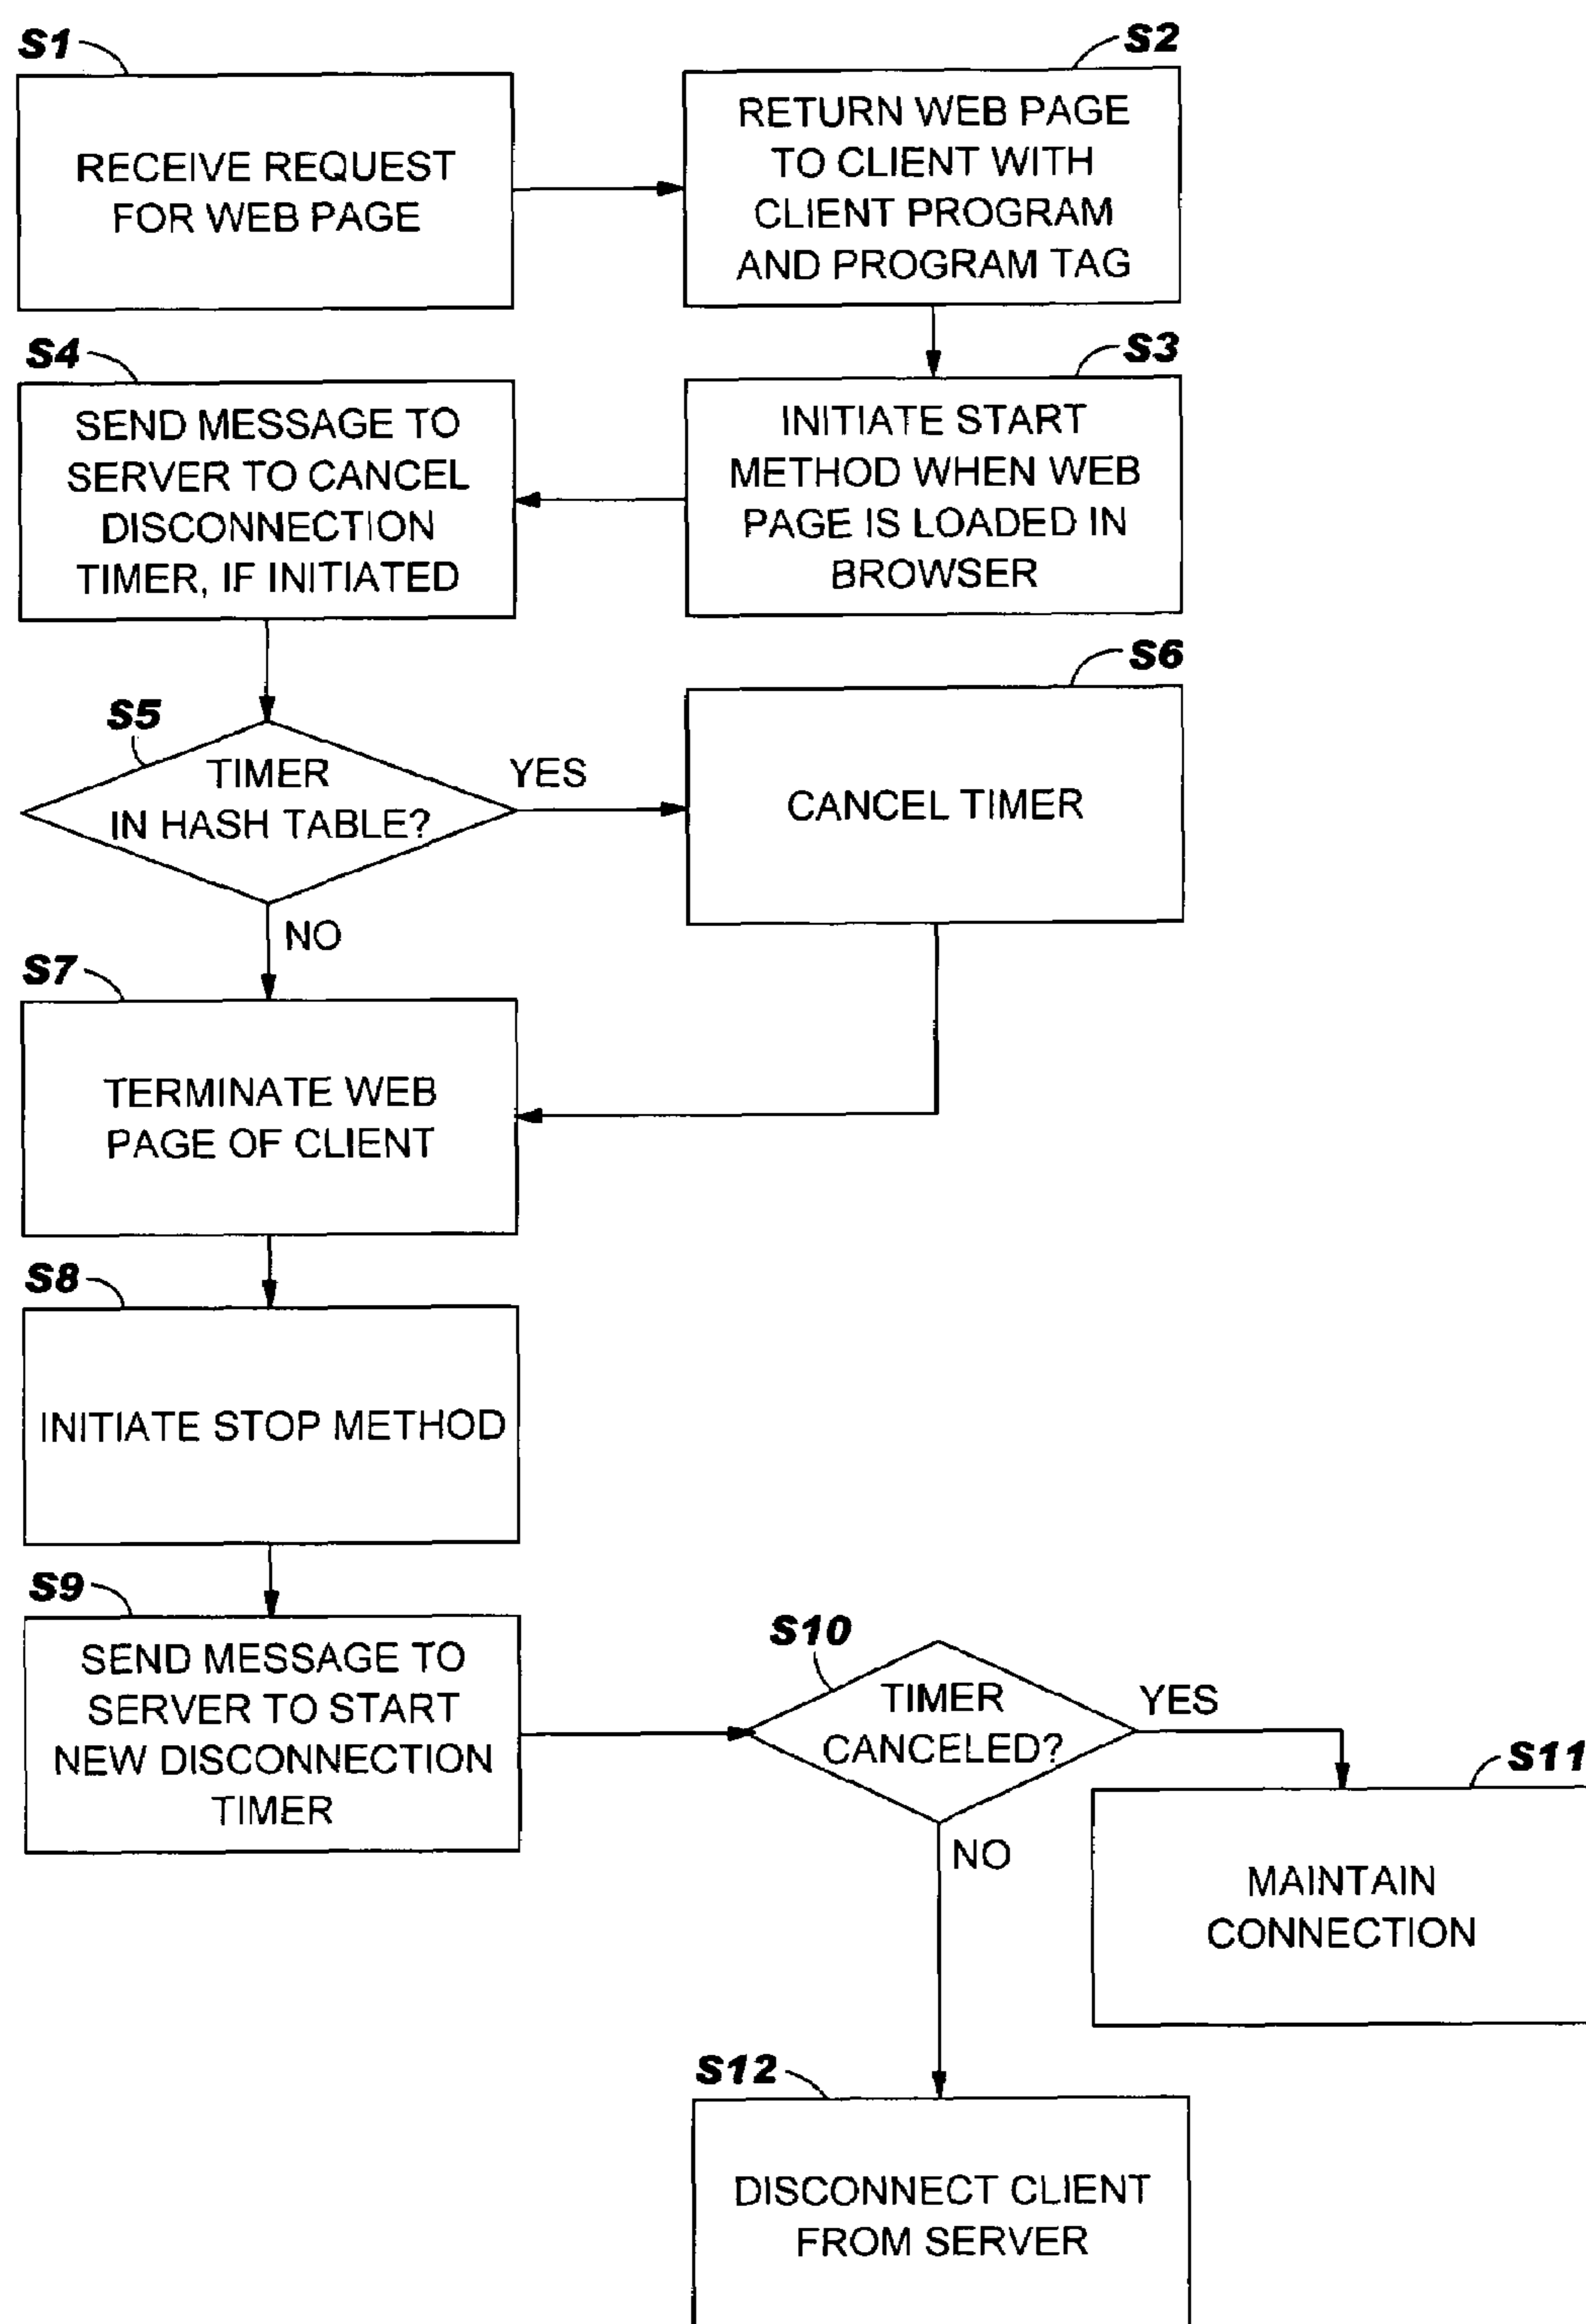 S1
RECEIVE REQUEST
FOR WEB PAGE
S2
RETURN WEB PAGE
TO CLIENT WITH
CLIENT PROGRAM
AND PROGRAM TAG
S3
INITIATE START
METHOD WHEN WEB
PAGE IS LOADED IN
BROWSER
S4
SEND MESSAGE TO
SERVER TO CANCEL
DISCONNECTION
TIMER, IF INITIATED
S5
TIMER
IN HASH TABLE?
YES
NO
S6
CANCEL TIMER
S7
TERMINATE WEB
PAGE OF CLIENT
S8
INITIATE STOP METHOD
S9
SEND MESSAGE TO
SERVER TO START
NEW DISCONNECTION
TIMER
S10
TIMER
CANCELED?
YES
NO
S11
MAINTAIN
CONNECTION
S12
DISCONNECT CLIENT
FROM SERVER